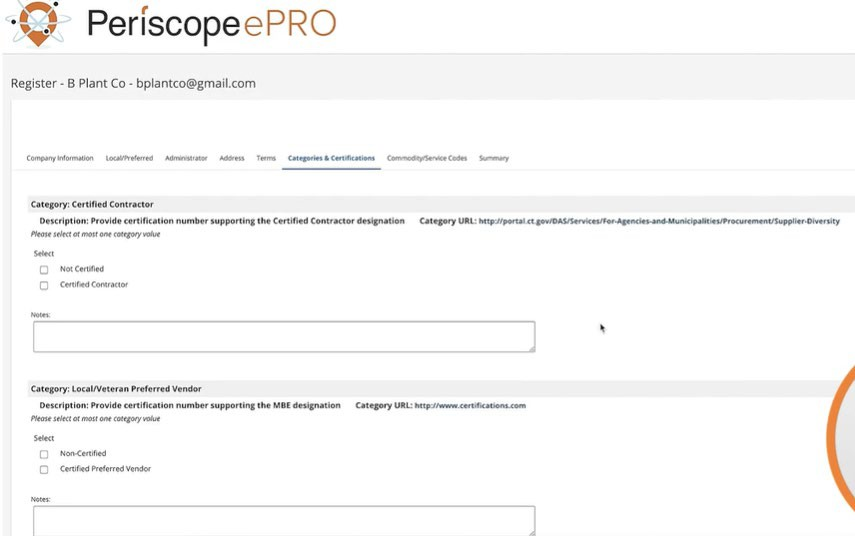 Periscope ePRO
Register - B Plant Co - bplantco@gmail.com
Company Information Local/Preferred Administrator Address Terms Categories & Certifications Commodity/Service Codes Summary
Category: Certified Contractor
Description: Provide certification number supporting the Certified Contractor designation Category URL: http://portal.ct.gov/DAS/Services/For-Agencies-and-Municipalities/Procurement/Supplier-Diversity
Please select at most one category value
Select
Not Certified
Certified Contractor
Notes:
Category: Local/Veteran Preferred Vendor
Description: Provide certification number supporting the MBE designation Category URL: http://www.certifications.com
Please select at most one category value
Select
Non-Certified
Certified Preferred Vendor
Notes: